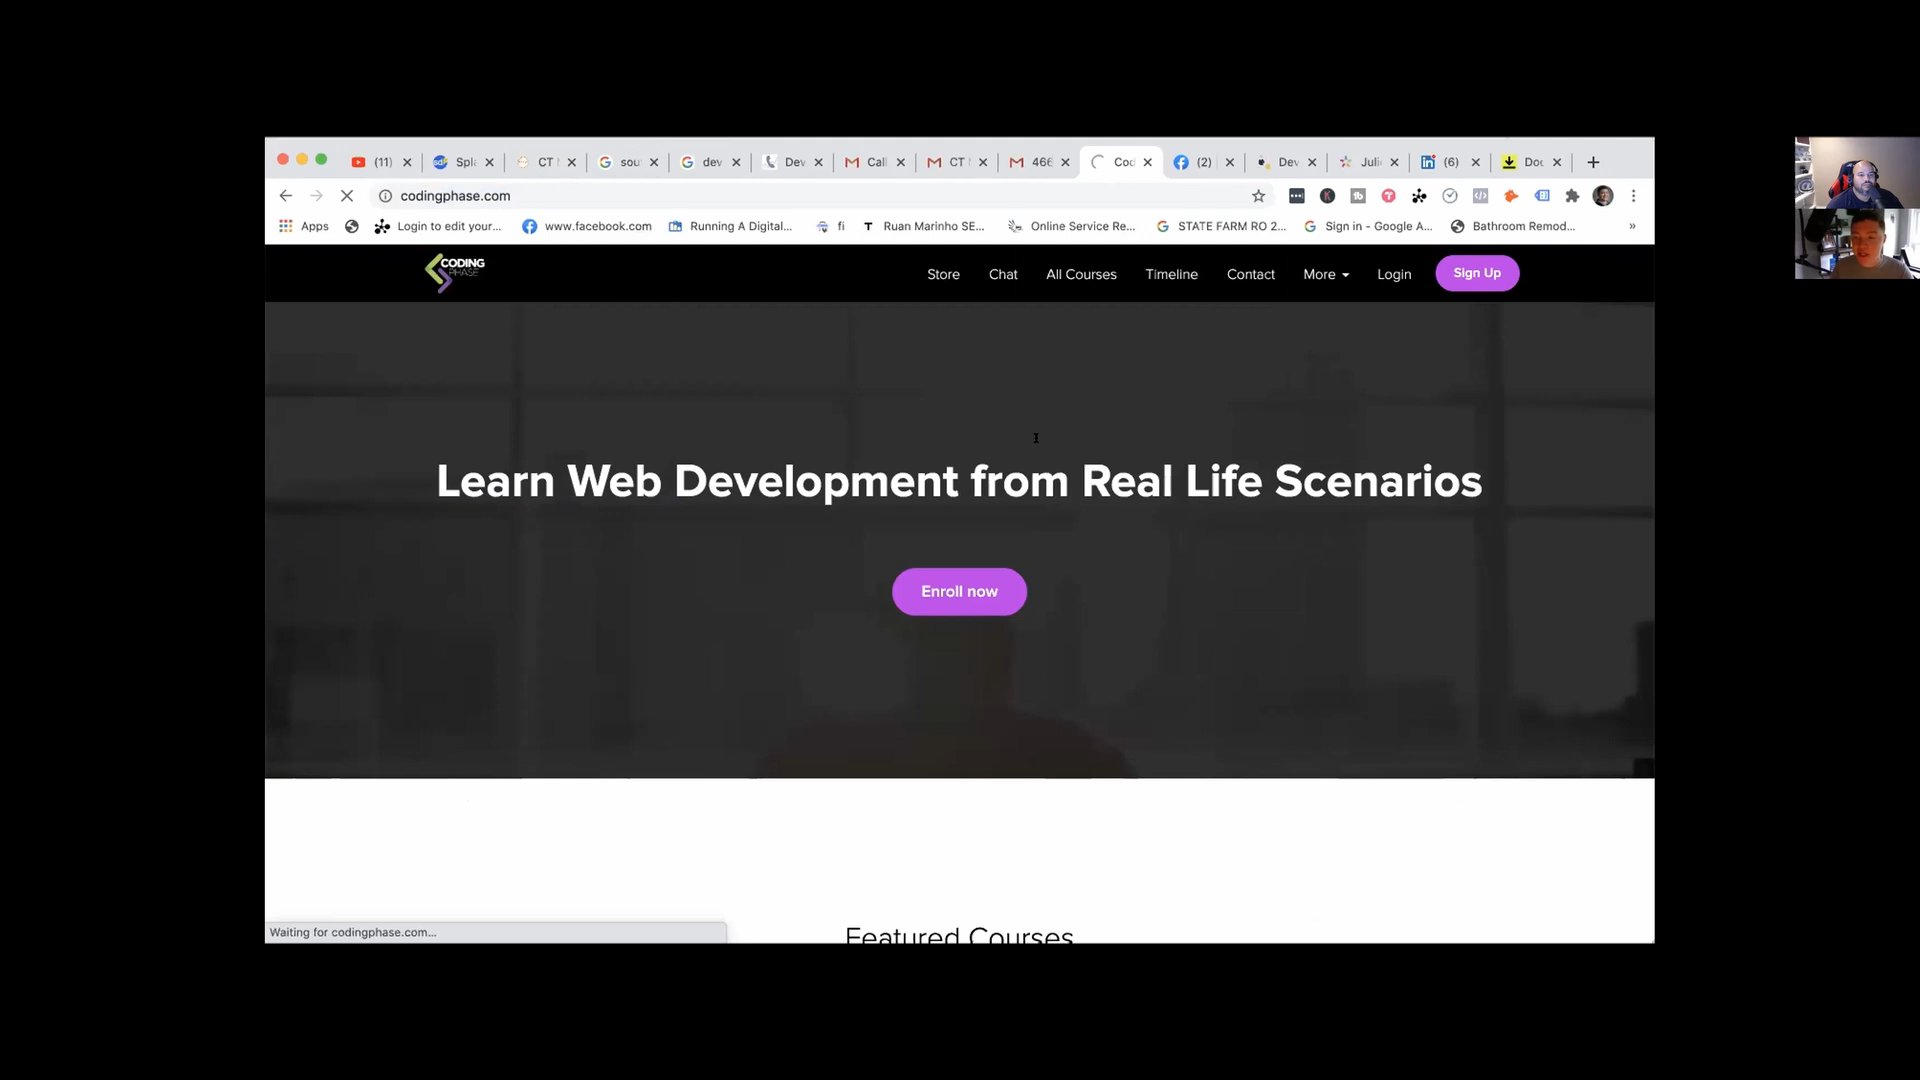 (11) Spl CT sou dev Dev Call CT 466 Cod (2) Dev Juli (6) Doc
codingphase.com
Apps Login to edit your... www.facebook.com Running A Digital... fi Ruan Marinho SE... Online Service Re... STATE FARM RO 2... Sign in - Google A... Bathroom Remod... »
CODING
PHASE
Store Chat All Courses Timeline Contact More Login Sign Up
Learn Web Development from Real Life Scenarios
Enroll now
Featured Courses
Waiting for codingphase.com...